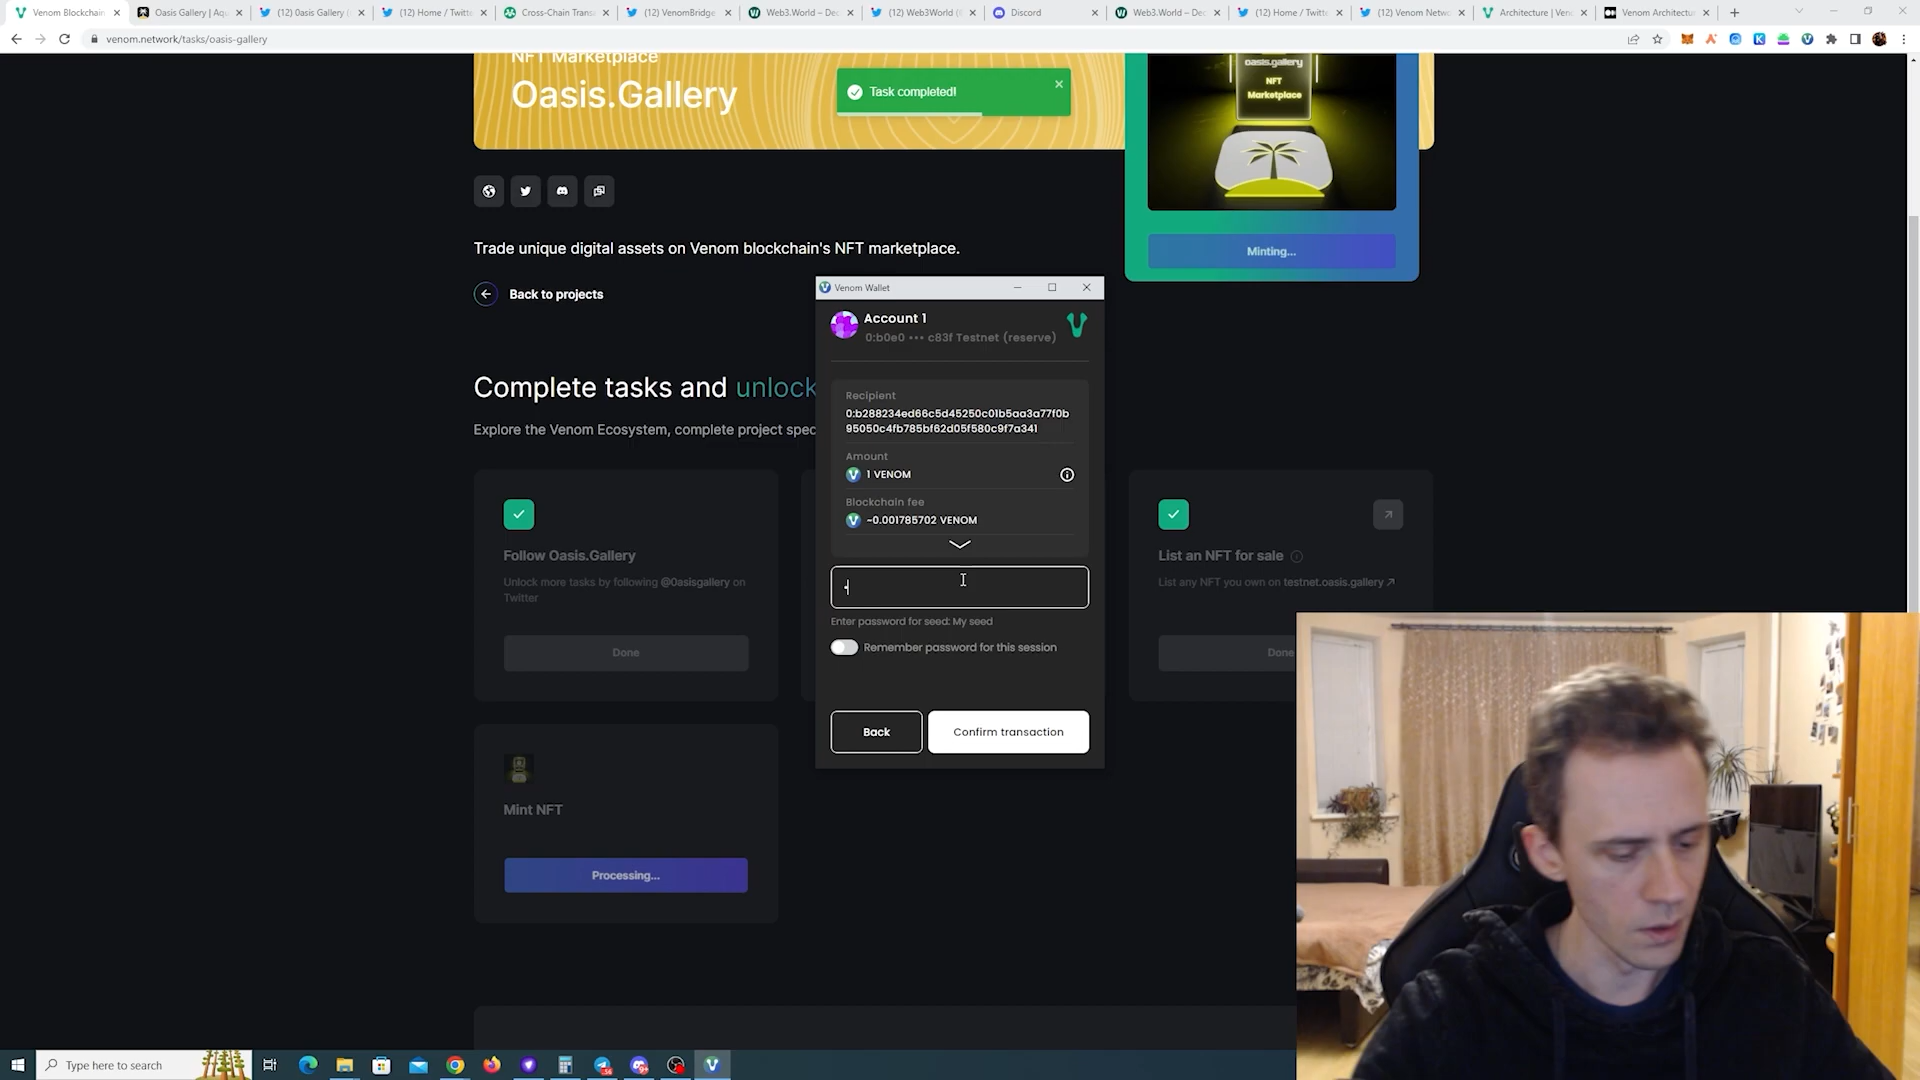 Venom Blockchain
Oasis Gallery | Aqu
(12) 0asis Gallery (
(12) Home / Twitte
Cross-Chain Trans
(12) VenomBridge
Web3.World – Dec
(12) Web3World (
Discord
Web3.World – Dec
(12) Home / Twitte
(12) Venom Netwo
Architecture | Ven
Venom Architectur
venom.network/tasks/oasis-gallery
NFT Marketplace
Oasis.Gallery
Task completed!
oasis.gallery
NFT
Marketplace
Minting...
Trade unique digital assets on Venom blockchain's NFT marketplace.
Back to projects
Venom Wallet
Account 1
0:b0e0 ••• c83f Testnet (reserve)
Recipient
0:b288234ed66c5d45250c01b5aa3a77f0b
95050c4fb785bf62d05f580c9f7a341
Amount
1 VENOM
Blockchain fee
~0.001785702 VENOM
Enter password for seed: My seed
Remember password for this session
Back
Confirm transaction
Complete tasks and unlock
Explore the Venom Ecosystem, complete project spec
Follow Oasis.Gallery
Unlock more tasks by following @0asisgallery on
Twitter
Done
List an NFT for sale
List any NFT you own on testnet.oasis.gallery ↗
Done
Mint NFT
Processing...
Type here to search